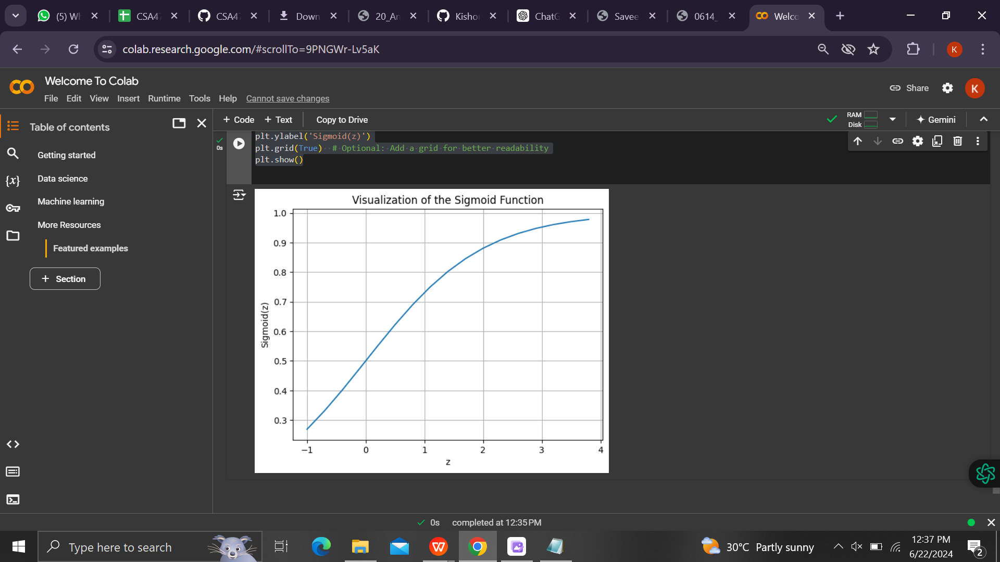 (5) WI
CSA47
CSA47
Down
20_An
Kishor
ChatG
Savee
0614_
Welco
colab.research.google.com/#scrollTo=9PNGWr-Lv5aK
K
Welcome To Colab
File Edit View Insert Runtime Tools Help Cannot save changes
Share
K
Table of contents
+ Code + Text Copy to Drive
RAM
Disk
Gemini
Getting started
Data science
Machine learning
More Resources
Featured examples
+ Section
{x}
0s
plt.ylabel('Sigmoid(z)')
plt.grid(True)  # Optional: Add a grid for better readability
plt.show()
Visualization of the Sigmoid Function
1.0
0.9
0.8
0.7
0.6
0.5
0.4
0.3
Sigmoid(z)
−1 0 1 2 3 4
z
0s completed at 12:35 PM
Type here to search
30°C Partly sunny
12:37 PM
6/22/2024
2